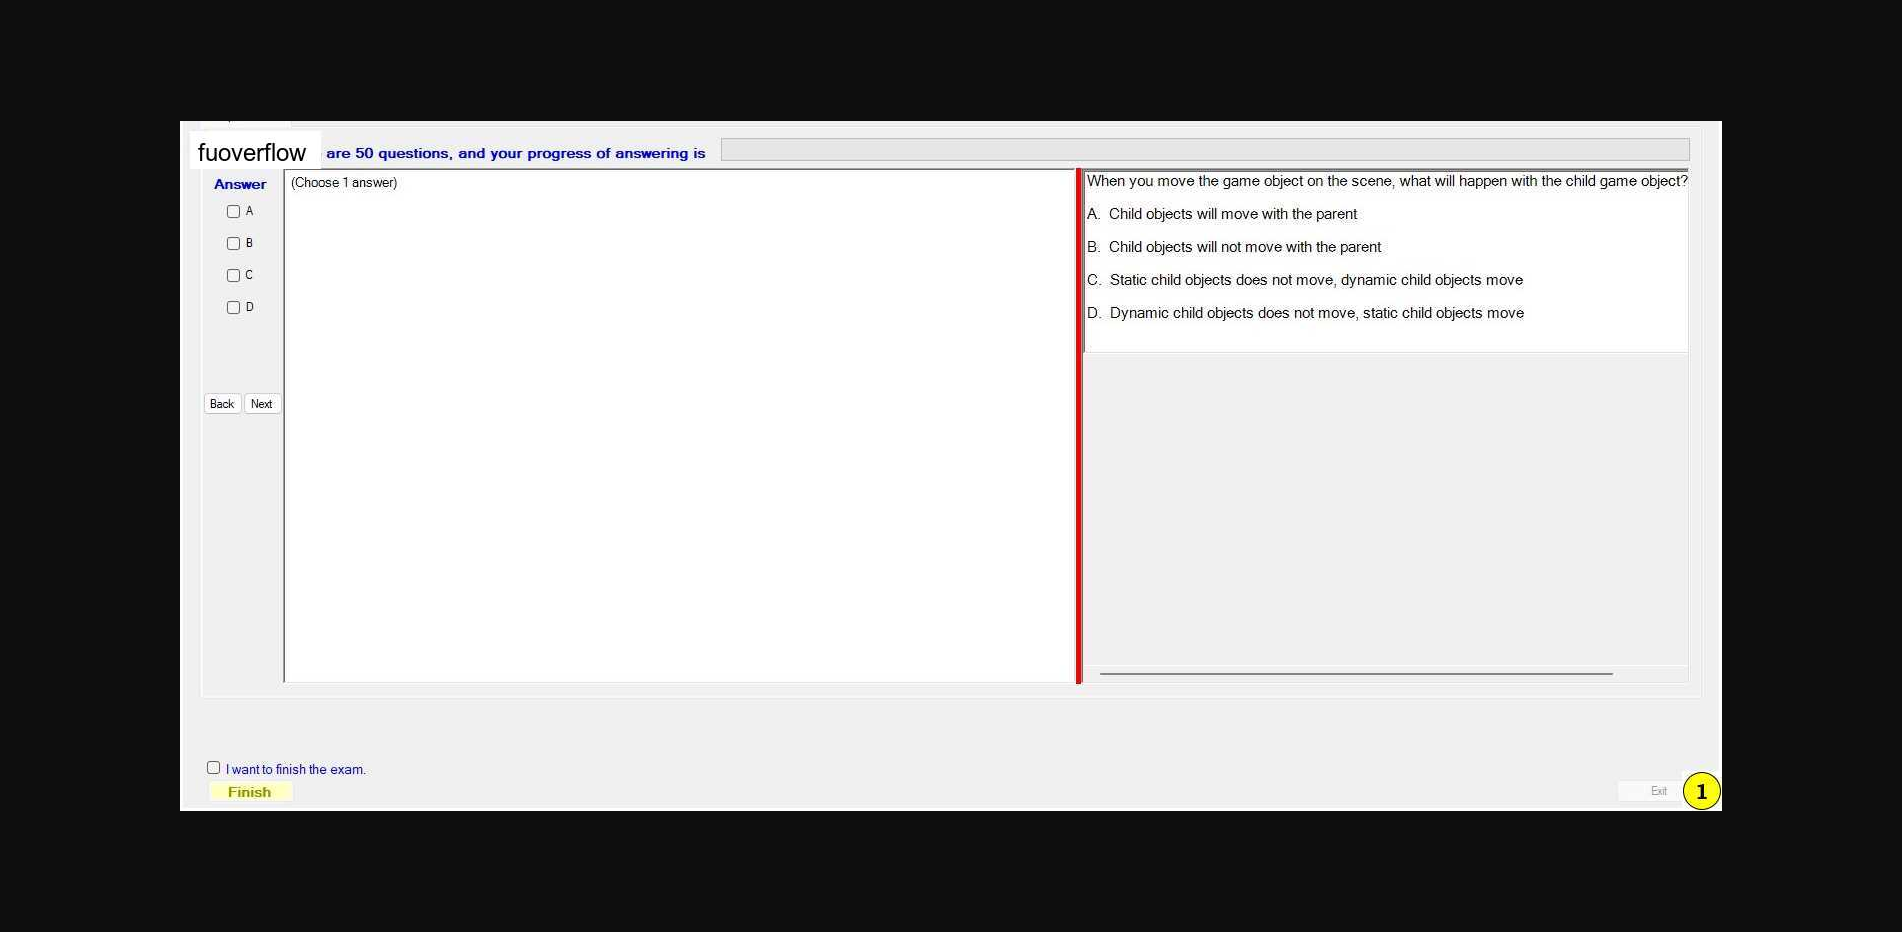 fuoverflow are 50 questions, and your progress of answering is
Answer
(Choose 1 answer)
A
B
C
D
Back Next
When you move the game object on the scene, what will happen with the child game object?
A. Child objects will move with the parent
B. Child objects will not move with the parent
C. Static child objects does not move, dynamic child objects move
D. Dynamic child objects does not move, static child objects move
I want to finish the exam.
Finish
Exit
1